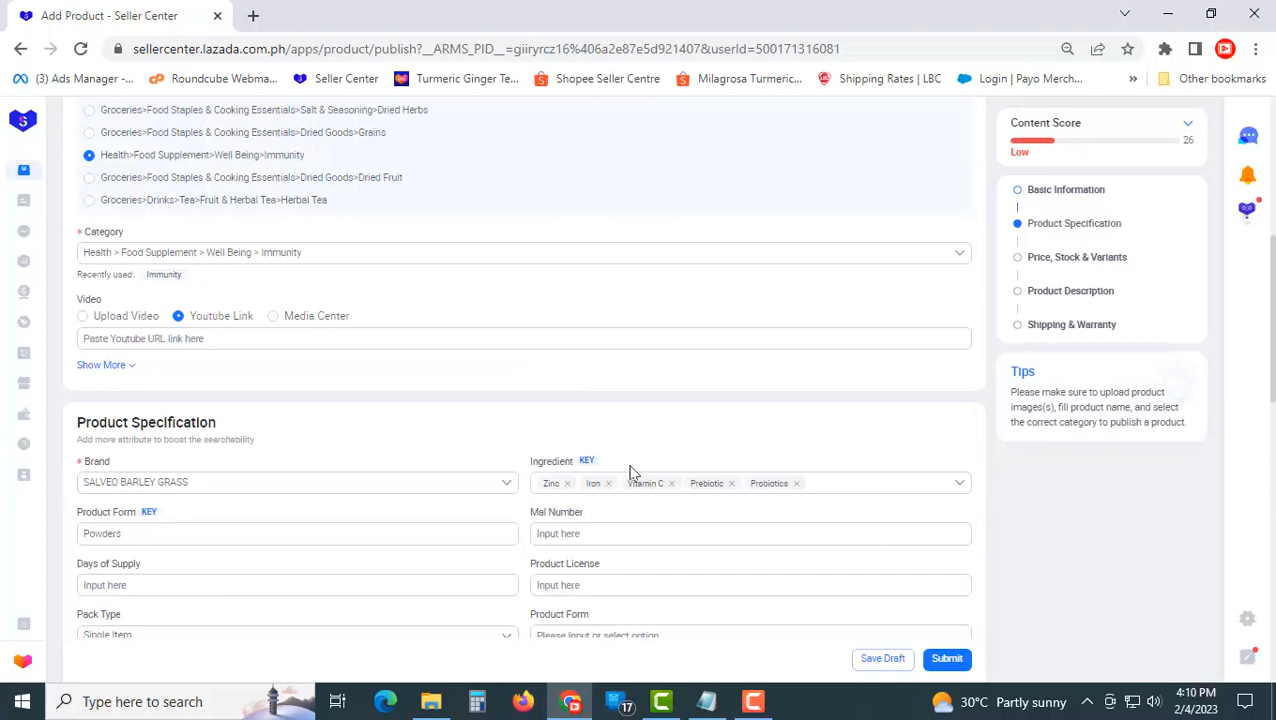 Add Product - Seller Center
sellercenter.lazada.com.ph/apps/product/publish?__ARMS_PID__=giiryrcz16%406a2e87e5d921407&userId=500171316081
(3) Ads Manager -... Roundcube Webma... Seller Center Turmeric Ginger Te... Shopee Seller Centre Milagrosa Turmeric... Shipping Rates | LBC Login | Payo Merch... » Other bookmarks
Groceries>Food Staples & Cooking Essentials>Salt & Seasoning>Dried Herbs
Groceries>Food Staples & Cooking Essentials>Dried Goods>Grains
Health>Food Supplement>Well Being>Immunity
Groceries>Food Staples & Cooking Essentials>Dried Goods>Dried Fruit
Groceries>Drinks>Tea>Fruit & Herbal Tea>Herbal Tea
* Category
Health > Food Supplement > Well Being > Immunity
Recently used: Immunity
Video
Upload Video Youtube Link Media Center
Paste Youtube URL link here
Show More
Product Specification
Add more attribute to boost the searchability
* Brand Ingredient KEY
SALVEO BARLEY GRASS Zinc Iron Vitamin C Prebiotic Probiotics
Product Form KEY Mal Number
Powders Input here
Days of Supply Product License
Input here Input here
Pack Type Product Form
Single Item Please Input or select option
Save Draft Submit
Content Score
26
Low
Basic Information
Product Specification
Price, Stock & Variants
Product Description
Shipping & Warranty
Tips
Please make sure to upload product
images(s), fill product name, and select
the correct category to publish a product.
Type here to search
17
30°C Partly sunny
4:10 PM
2/4/2023